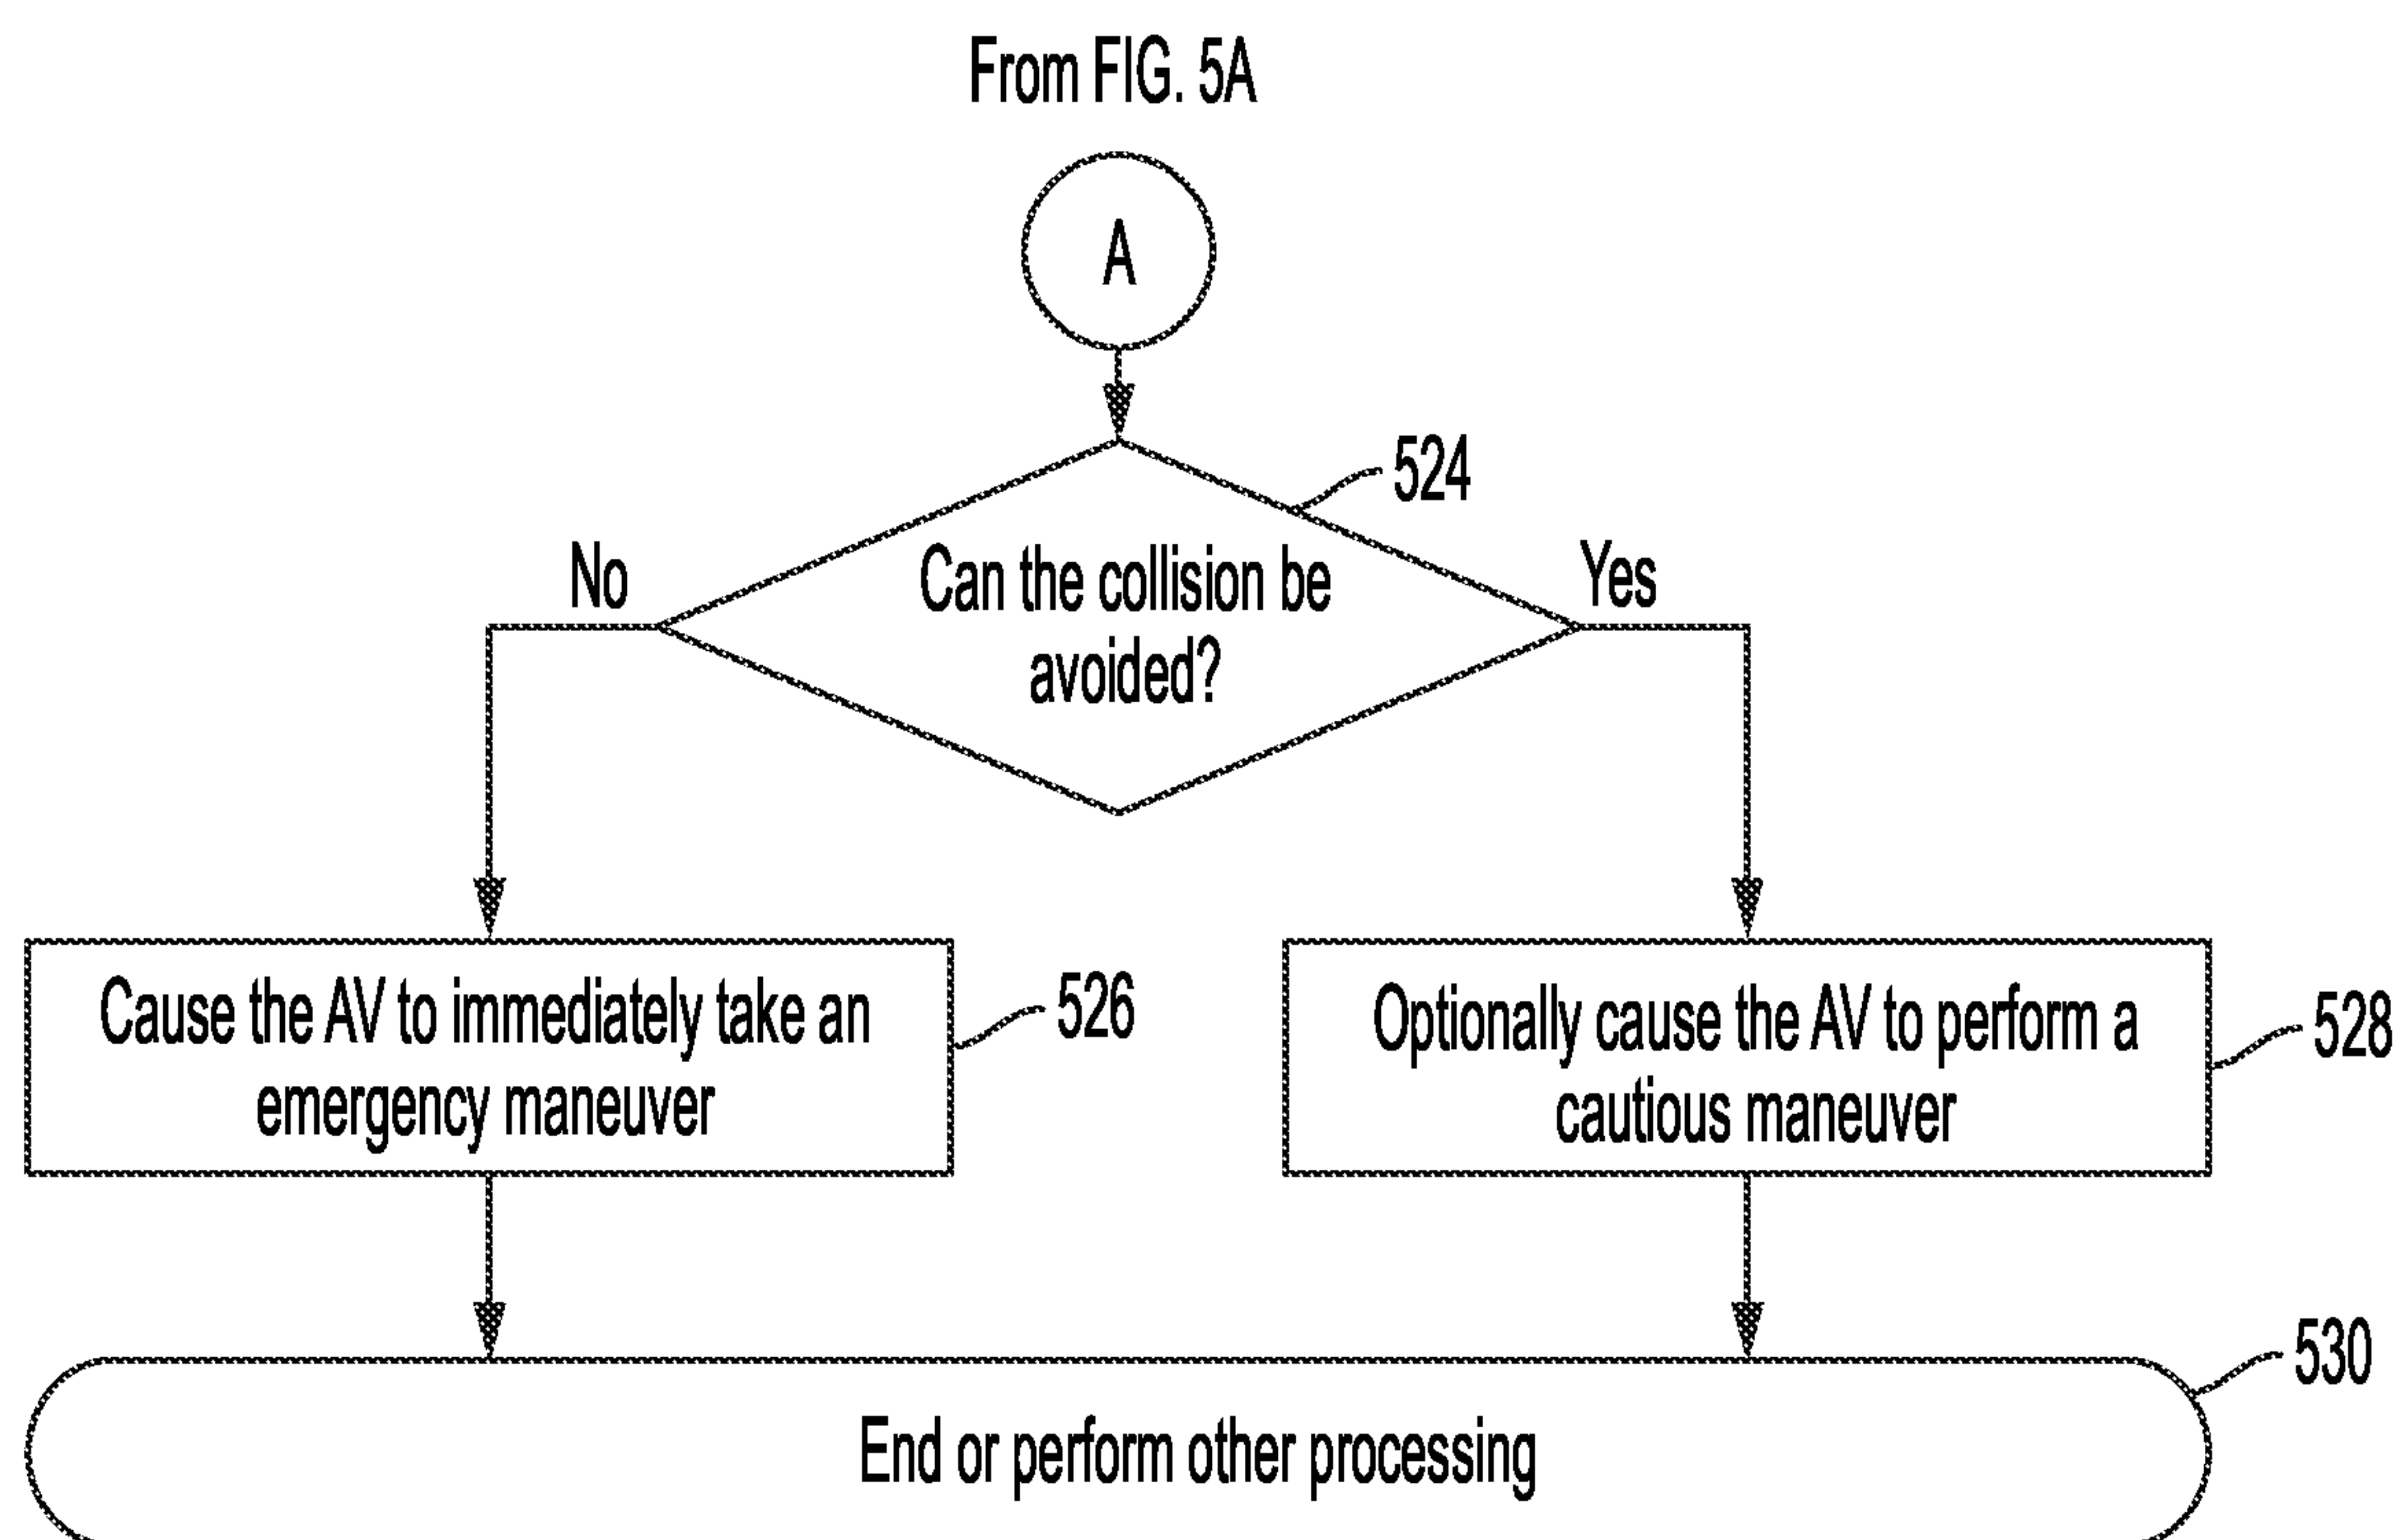 From FIG. 5A
A
524
No
Can the collision be
avoided?
Yes
Cause the AV to immediately take an
emergency maneuver
526
Optionally cause the AV to perform a
cautious maneuver
528
530
End or perform other processing